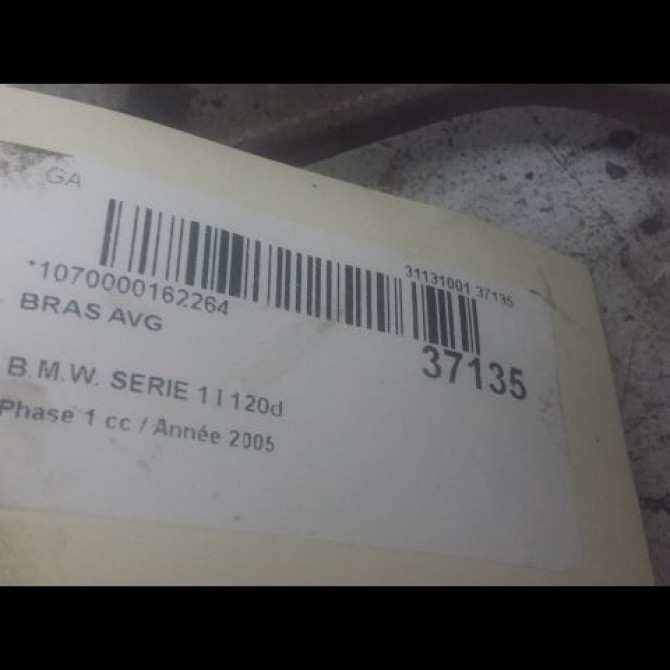 GA
31131001 37135
*1070000162264
37135
BRAS AVG
B.M.W. SERIE 1 I 120d
Phase 1 cc / Année 2005